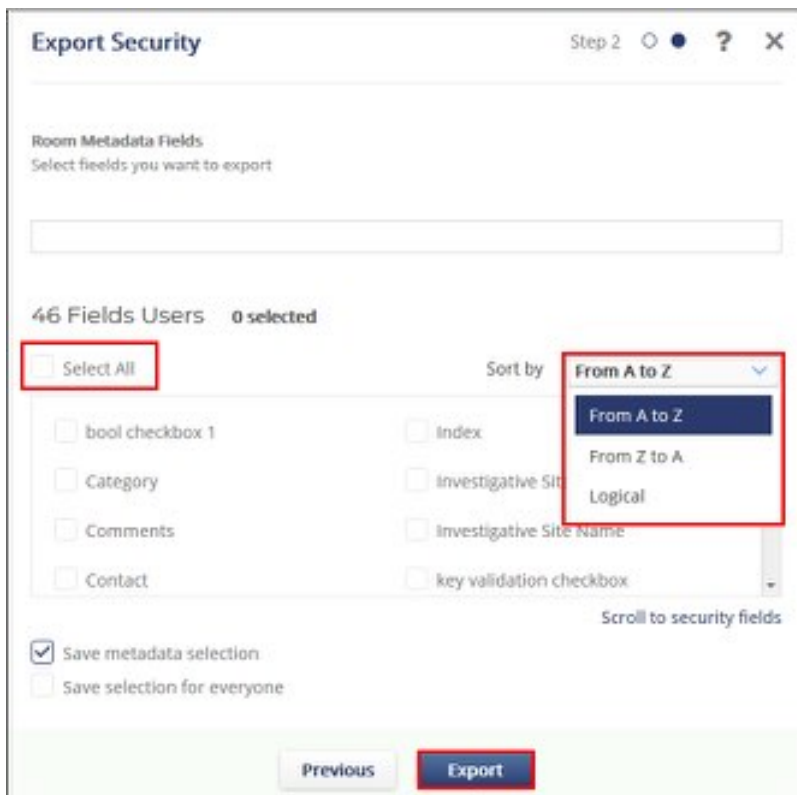 Export Security
Step 2 ?
Room Metadata Fields
Select fieelds you want to export
46 Fields Users 0 selected
Select All Sort by From A to Z
From A to Z
From Z to A
Logical
bool checkbox 1 Index
Category Investigative Sit
Comments Investigative Site Name
Contact key validation checkbox
Scroll to security fields
Save metadata selection
Save selection for everyone
Previous Export